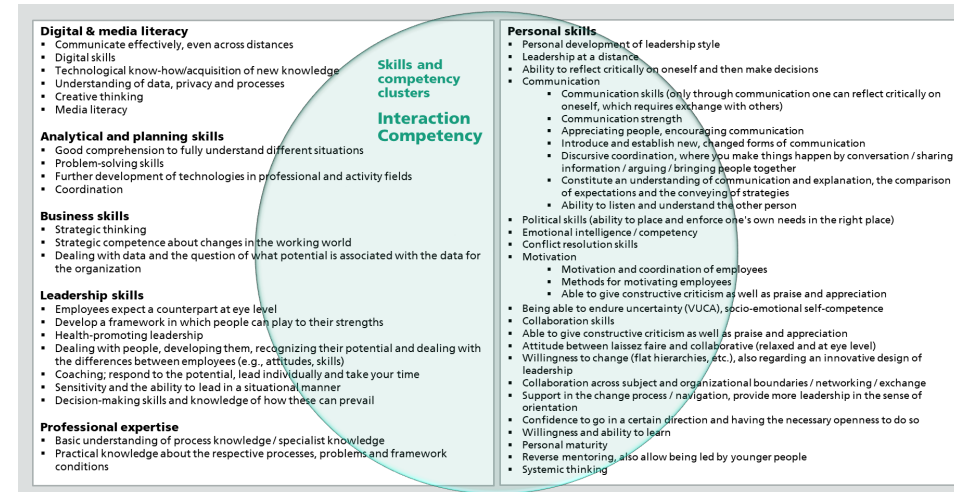 Digital & media literacy
▪ Communicate effectively, even across distances
▪ Digital skills
▪ Technological know-how/acquisition of new knowledge
▪ Understanding of data, privacy and processes
▪ Creative thinking
▪ Media literacy
Analytical and planning skills
▪ Good comprehension to fully understand different situations
▪ Problem-solving skills
▪ Further development of technologies in professional and activity fields
▪ Coordination
Business skills
▪ Strategic thinking
▪ Strategic competence about changes in the working world
▪ Dealing with data and the question of what potential is associated with the data for
the organization
Leadership skills
▪ Employees expect a counterpart at eye level
▪ Develop a framework in which people can play to their strengths
▪ Health-promoting leadership
▪ Dealing with people, developing them, recognizing their potential and dealing with
the differences between employees (e.g., attitudes, skills)
▪ Coaching; respond to the potential, lead individually and take your time
▪ Sensitivity and the ability to lead in a situational manner
▪ Decision-making skills and knowledge of how these can prevail
Professional expertise
▪ Basic understanding of process knowledge / specialist knowledge
▪ Practical knowledge about the respective processes, problems and framework
conditions
Skills and
competency
clusters
Interaction
Competency
Personal skills
▪ Personal development of leadership style
▪ Leadership at a distance
▪ Ability to reflect critically on oneself and then make decisions
▪ Communication
▪ Communication skills (only through communication one can reflect critically on
oneself, which requires exchange with others)
▪ Communication strength
▪ Appreciating people, encouraging communication
▪ Introduce and establish new, changed forms of communication
▪ Discursive coordination, where you make things happen by conversation / sharing
information / arguing / bringing people together
▪ Constitute an understanding of communication and explanation, the comparison
of expectations and the conveying of strategies
▪ Ability to listen and understand the other person
▪ Political skills (ability to place and enforce one's own needs in the right place)
▪ Emotional intelligence / competency
▪ Conflict resolution skills
▪ Motivation
▪ Motivation and coordination of employees
▪ Methods for motivating employees
▪ Able to give constructive criticism as well as praise and appreciation
▪ Being able to endure uncertainty (VUCA), socio-emotional self-competence
▪ Collaboration skills
▪ Able to give constructive criticism as well as praise and appreciation
▪ Attitude between laissez faire and collaborative (relaxed and at eye level)
▪ Willingness to change (flat hierarchies, etc.), also regarding an innovative design of
leadership
▪ Collaboration across subject and organizational boundaries / networking / exchange
▪ Support in the change process / navigation, provide more leadership in the sense of
orientation
▪ Confidence to go in a certain direction and having the necessary openness to do so
▪ Willingness and ability to learn
▪ Personal maturity
▪ Reverse mentoring, also allow being led by younger people
▪ Systemic thinking